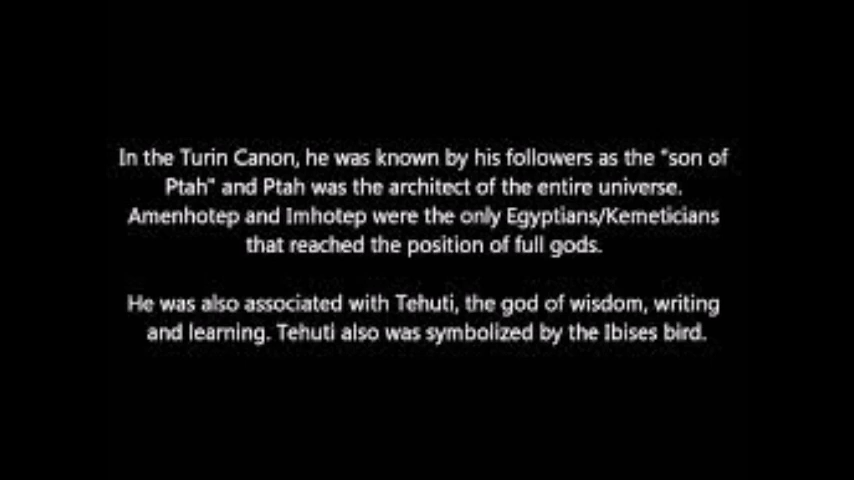 In the Turin Canon, he was known by his followers as the "son of
Ptah" and Ptah was the architect of the entire universe.
Amenhotep and Imhotep were the only Egyptians/Kemeticians
that reached the position of full gods.
He was also associated with Tehuti, the god of wisdom, writing
and learning. Tehuti also was symbolized by the Ibises bird.